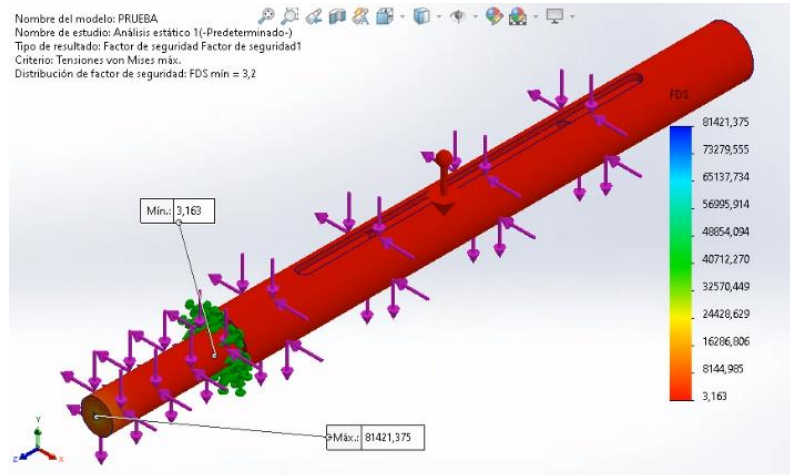 Nombre del modelo: PRUEBA
Nombre de estudio: Análisis estático 1(-Predeterminado-)
Tipo de resultado: Factor de seguridad Factor de seguridad1
Criterio: Tensiones von Mises máx.
Distribución de factor de seguridad: FDS mín = 3,2
FDS
81421,375
73279,555
65137,734
56995,914
48854,094
40712,270
32570,449
24428,629
16286,806
8144,985
3,163
Mín.: 3,163
Máx.: 81421,375
Y
Z
X